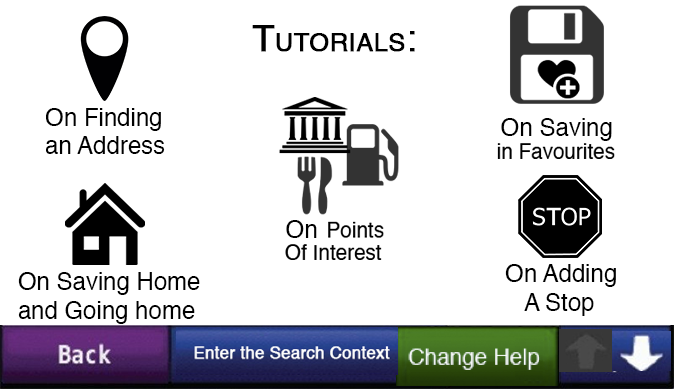 TUTORIALS:
On Finding
an Address
On Saving
in Favourites
On Points
Of Interest
On Saving Home
and Going home
STOP
On Adding
A Stop
Back
Enter the Search Context
Change Help